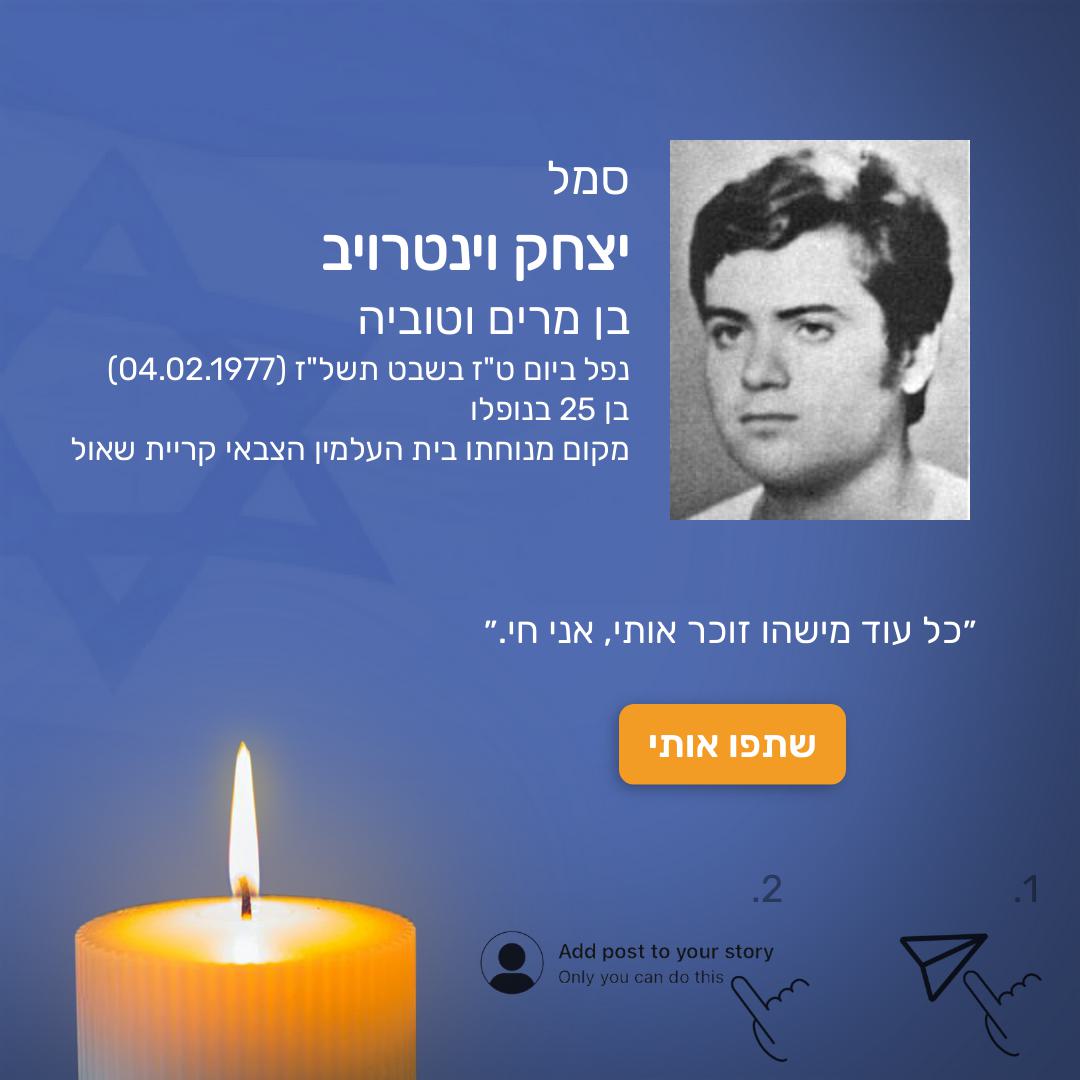 סמל
יצחק וינטרויב
בן מרים וטוביה
נפל ביום ט"ז בשבט תשל"ז (04.02.1977)
בן 25 בנופלו
מקום מנוחתו בית העלמין הצבאי קריית שאול
״כל עוד מישהו זוכר אותי, אני חי.״
שתפו אותי
1.
2.
Add post to your story
Only you can do this